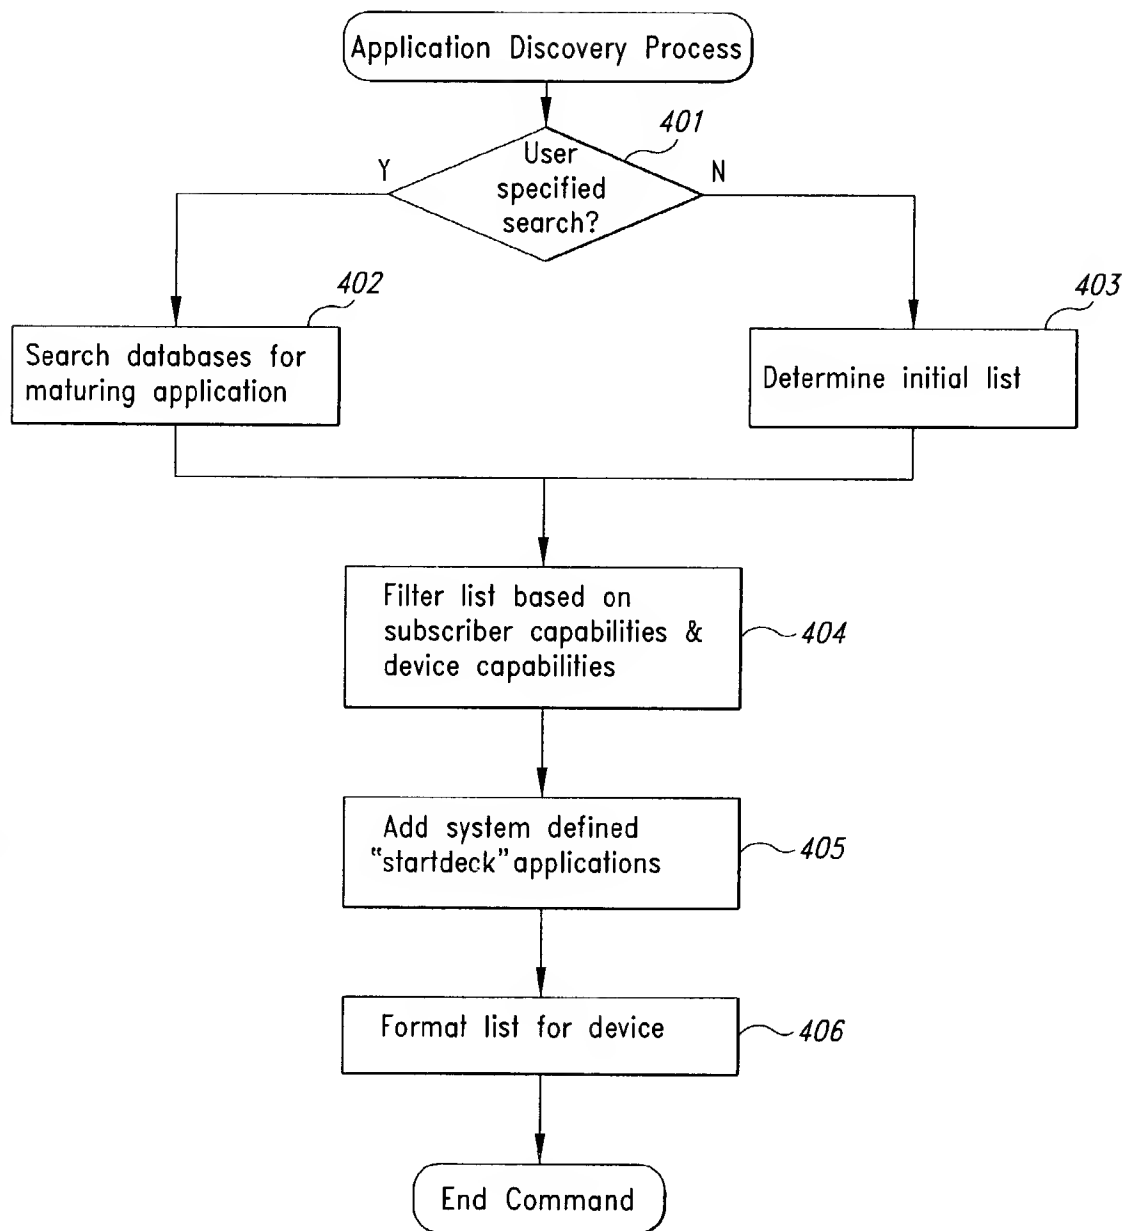 Application Discovery Process
401
User
specified
search?
Y
N
402
403
Search databases for
maturing application
Determine initial list
Filter list based on
subscriber capabilities &
device capabilities
404
Add system defined
"startdeck" applications
405
Format list for device
406
End Command